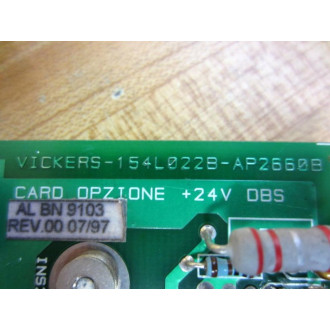 VICKERS-154L022B-AP2660B
CARD OPZIONE +24V DBS
AL BN 9103
REV.00 07/97